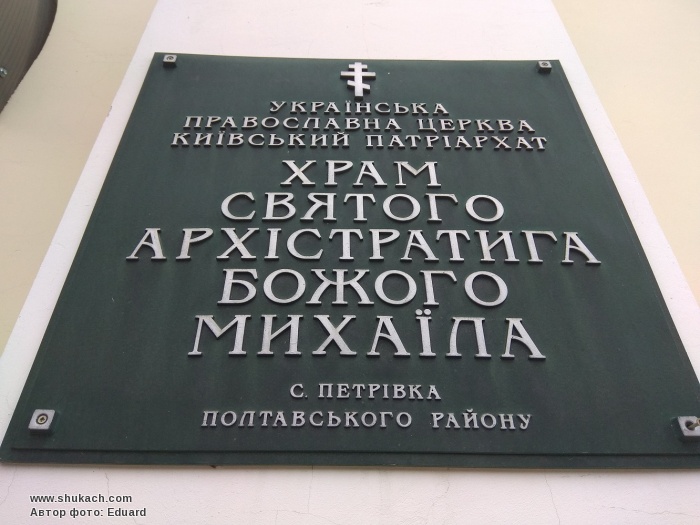 УКРАЇНСЬКА
ПРАВОСЛАВНА ЦЕРКВА
КИЇВСЬКИЙ ПАТРІАРХАТ
ХРАМ
СВЯТОГО
АРХІСТРАТИГА
БОЖОГО
МИХАЇЛА
С. ПЕТРІВКА
ПОЛТАВСЬКОГО РАЙОНУ
www.shukach.com
Автор фото: Eduard